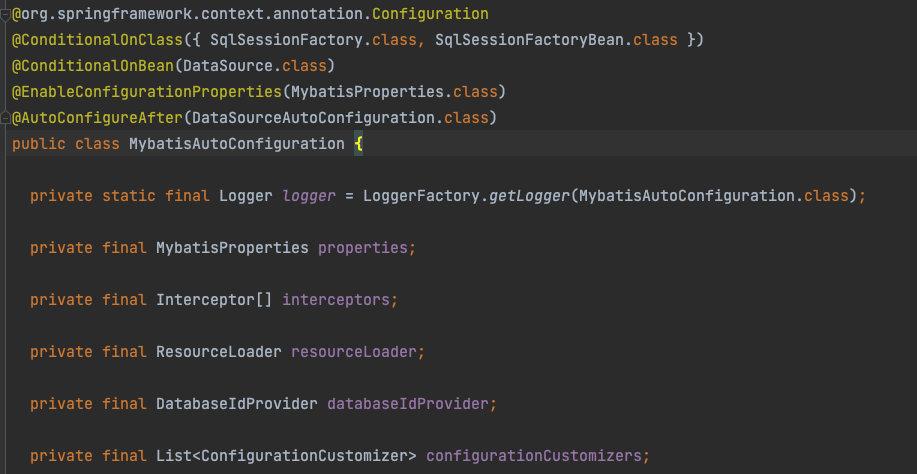 @org.springframework.context.annotation.Configuration
@ConditionalOnClass({ SqlSessionFactory.class, SqlSessionFactoryBean.class })
@ConditionalOnBean(DataSource.class)
@EnableConfigurationProperties(MybatisProperties.class)
@AutoConfigureAfter(DataSourceAutoConfiguration.class)
public class MybatisAutoConfiguration {
private static final Logger logger = LoggerFactory.getLogger(MybatisAutoConfiguration.class);
private final MybatisProperties properties;
private final Interceptor[] interceptors;
private final ResourceLoader resourceLoader;
private final DatabaseIdProvider databaseIdProvider;
private final List<ConfigurationCustomizer> configurationCustomizers;